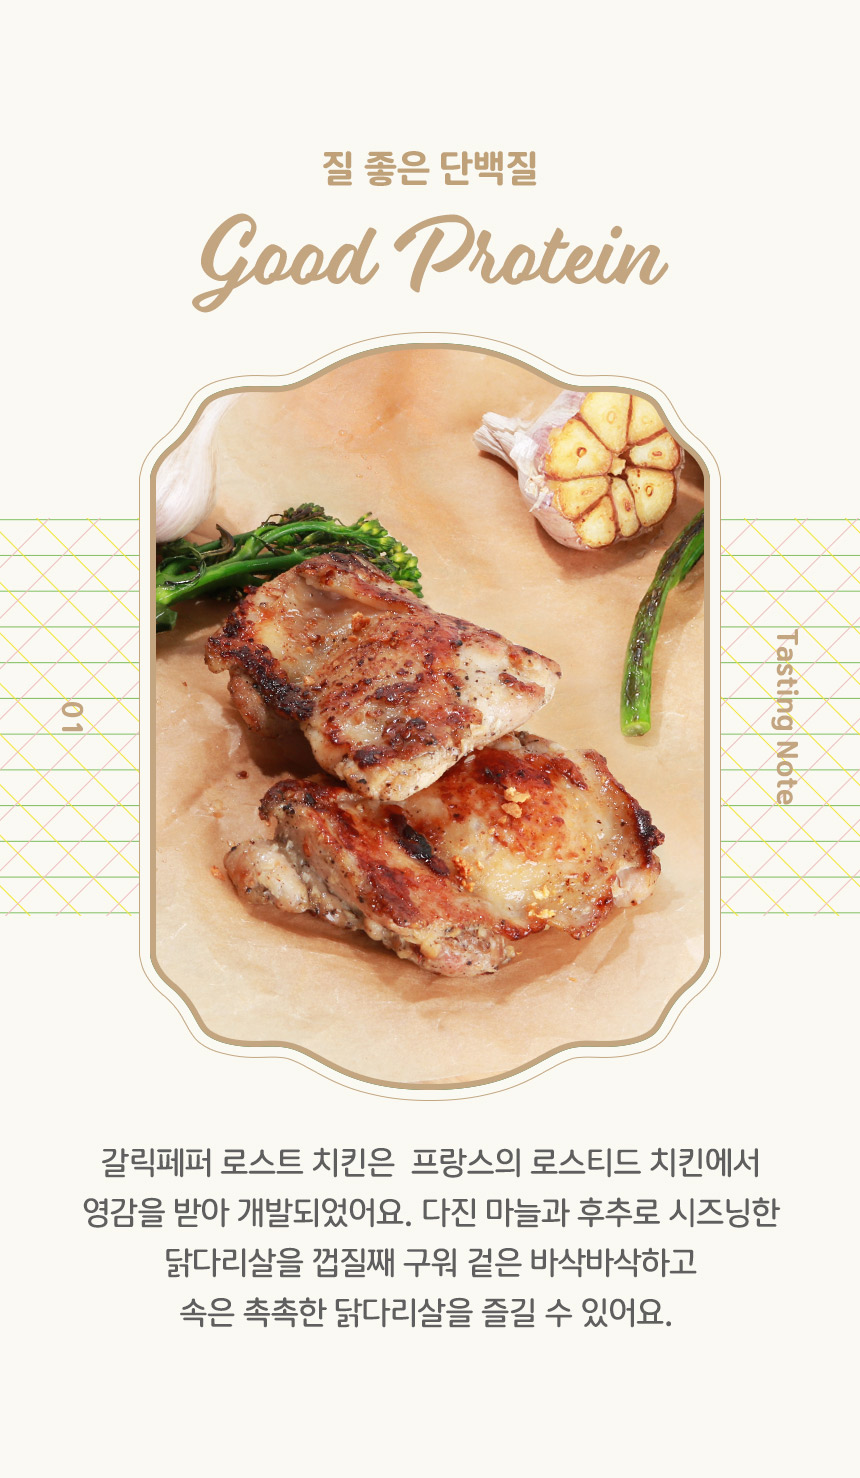 질 좋은 단백질
Good Protein
01
Tasting Note
갈릭페퍼 로스트 치킨은 프랑스의 로스티드 치킨에서
영감을 받아 개발되었어요. 다진 마늘과 후추로 시즈닝한
닭다리살을 껍질째 구워 겉은 바삭바삭하고
속은 촉촉한 닭다리살을 즐길 수 있어요.